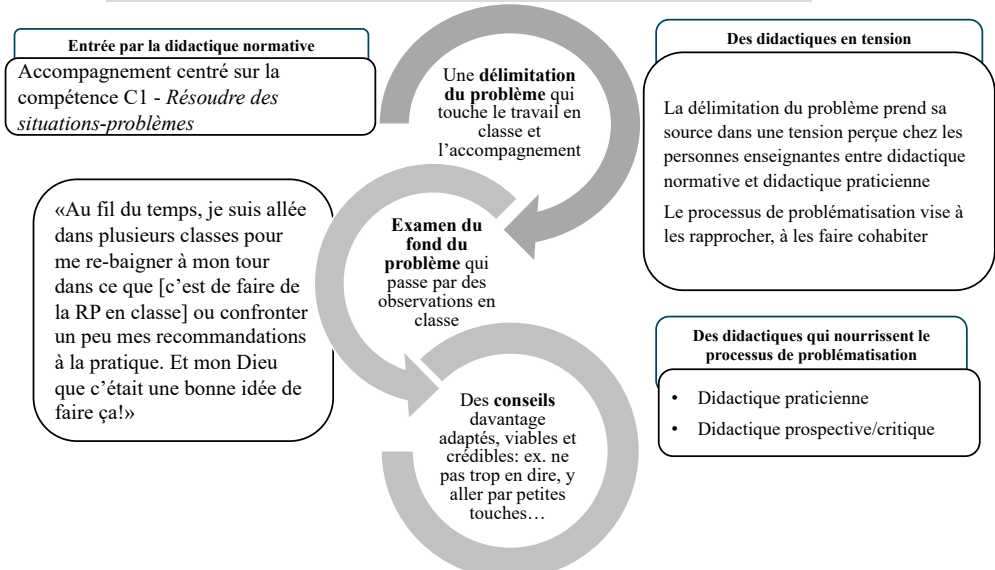 Entrée par la didactique normative
Accompagnement centré sur la
compétence C1 - Résoudre des
situations-problèmes
«Au fil du temps, je suis allée
dans plusieurs classes pour
me re-baigner à mon tour
dans ce que [c’est de faire de
la RP en classe] ou confronter
un peu mes recommandations
à la pratique. Et mon Dieu
que c’était une bonne idée de
faire ça!»
Une délimitation
du problème qui
touche le travail en
classe et
l’accompagnement
Examen du
fond du
problème qui
passe par des
observations en
classe
Des conseils
davantage
adaptés, viables et
crédibles: ex. ne
pas trop en dire, y
aller par petites
touches…
Des didactiques en tension
La délimitation du problème prend sa
source dans une tension perçue chez les
personnes enseignantes entre didactique
normative et didactique praticienne
Le processus de problématisation vise à
les rapprocher, à les faire cohabiter
Des didactiques qui nourrissent le
processus de problématisation
• Didactique praticienne
• Didactique prospective/critique